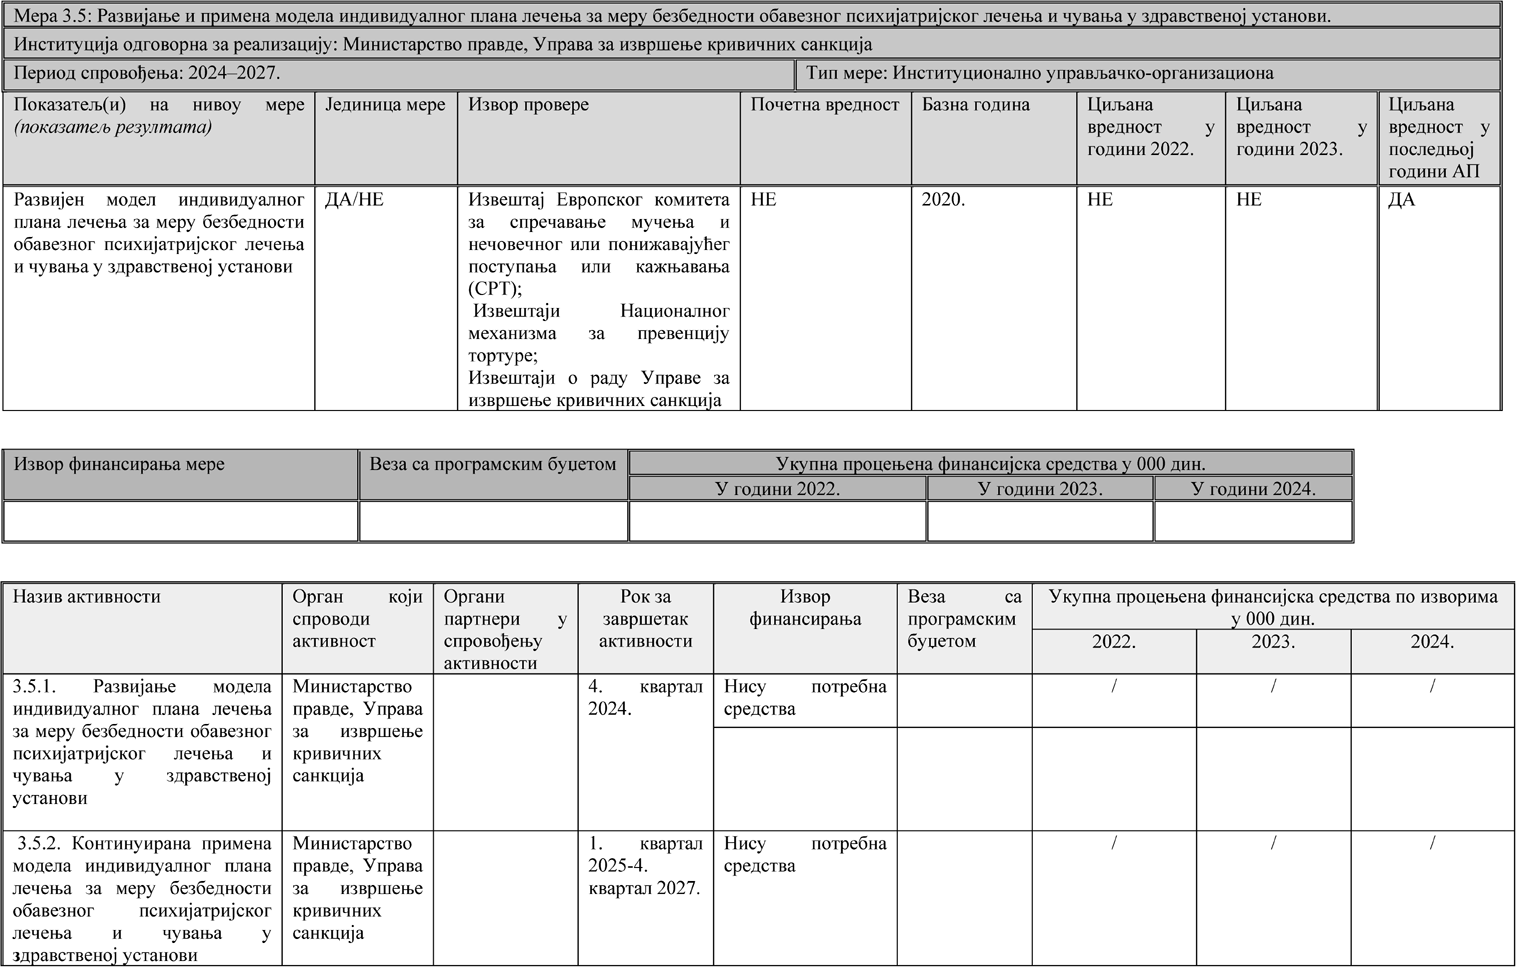 Мера 3.5: Развијање и примена модела индивидуалног плана лечења за меру безбедности обавезног психијатријског лечења и чувања у здравственој установи.
Институција одговорна за реализацију: Министарство правде, Управа за извршење кривичних санкција
Период спровођења: 2024–2027.
Тип мере: Институционално управљачко-организациона
Показатељ(и) на нивоу мере
(показатељ резултата)
Јединица мере
Извор провере
Почетна вредност
Базна година
Циљана
вредност у
години 2022.
Циљана
вредност у
години 2023.
Циљана
вредност у
последњој
години АП
Развијен модел индивидуалног
плана лечења за меру безбедности
обавезног психијатријског лечења
и чувања у здравственој установи
ДА/НЕ
Извештај Европског комитета
за спречавање мучења и
нечовечног или понижавајућег
поступања или кажњавања
(CPT);
Извештаји Националног
механизма за превенцију
тортуре;
Извештаји о раду Управе за
извршење кривичних санкција
НЕ
2020.
НЕ
НЕ
ДА
Извор финансирања мере
Веза са програмским буџетом
Укупна процењена финансијска средства у 000 дин.
У години 2022.
У години 2023.
У години 2024.
Назив активности
Орган који
спроводи
активност
Органи
партнери у
спровођењу
активности
Рок за
завршетак
активности
Извор
финансирања
Веза са
програмским
буџетом
Укупна процењена финансијска средства по изворима
у 000 дин.
2022.
2023.
2024.
3.5.1. Развијање модела
индивидуалног плана лечења
за меру безбедности обавезног
психијатријског лечења и
чувања у здравственој
установи
Министарство
правде, Управа
за извршење
кривичних
санкција
4. квартал
2024.
Нису потребна
средства
/
/
/
3.5.2. Континуирана примена
модела индивидуалног плана
лечења за меру безбедности
обавезног психијатријског
лечења и чувања у
здравственој установи
Министарство
правде, Управа
за извршење
кривичних
санкција
1. квартал
2025-4.
квартал 2027.
Нису потребна
средства
/
/
/